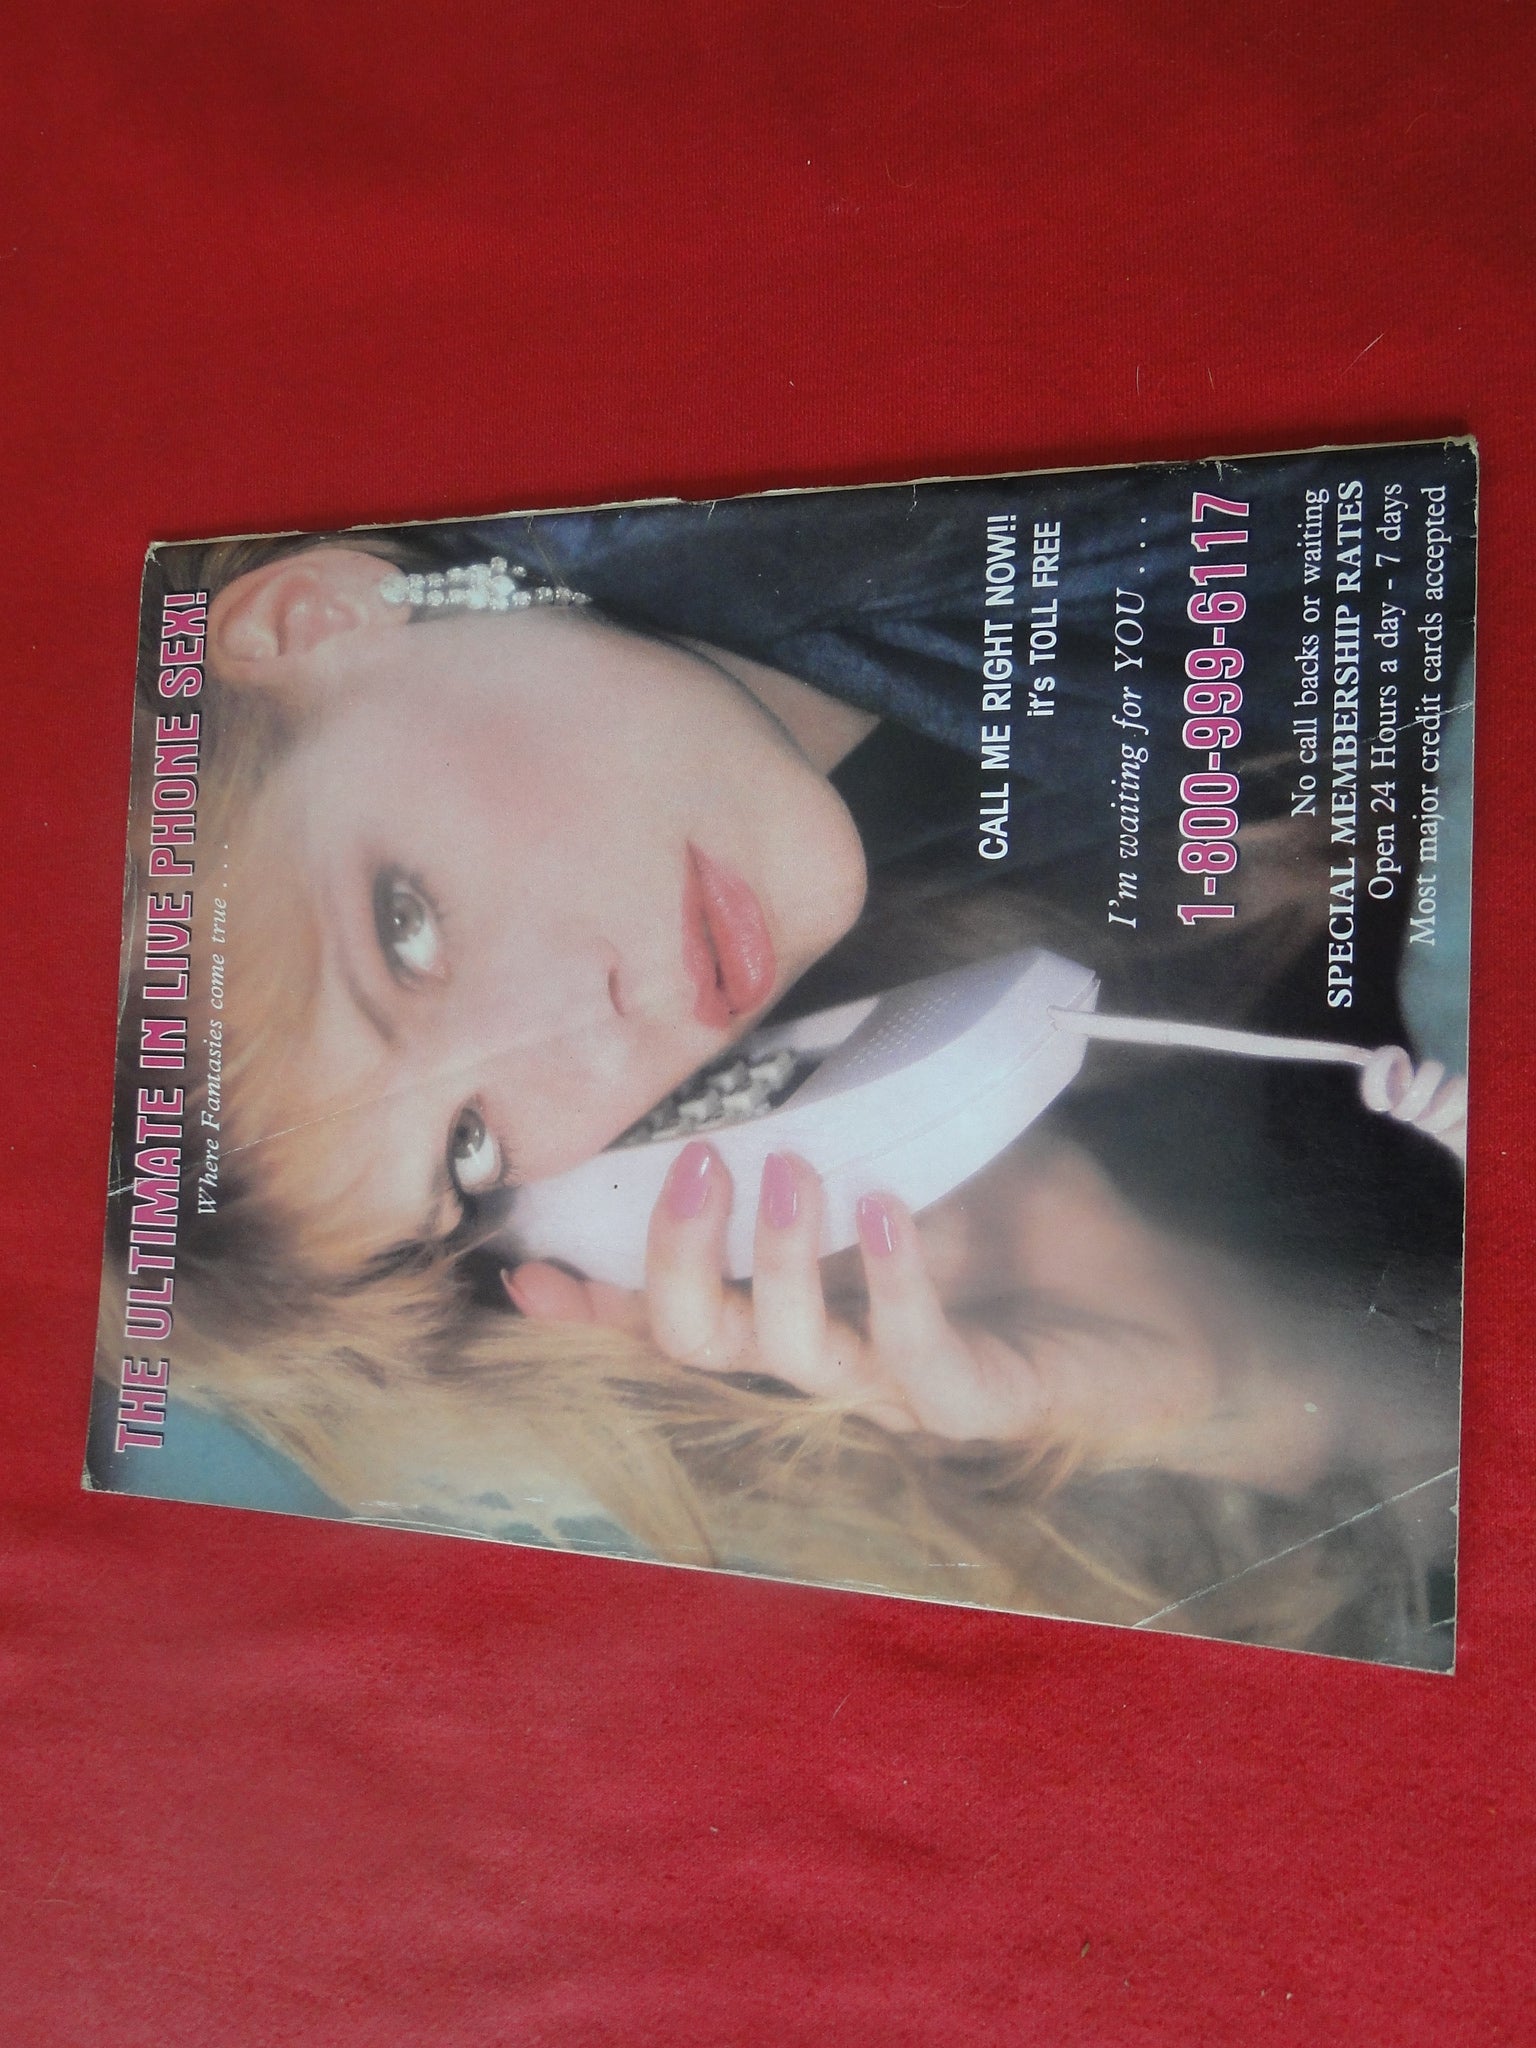 THE ULTIMATE IN LIVE PHONE SEX!
Where Fantasies come true . . .
CALL ME RIGHT NOW!!
it's TOLL FREE
I'm waiting for YOU . . .
1-800-999-6117
No call backs or waiting
SPECIAL MEMBERSHIP RATES
Open 24 Hours a day - 7 days
Most major credit cards accepted